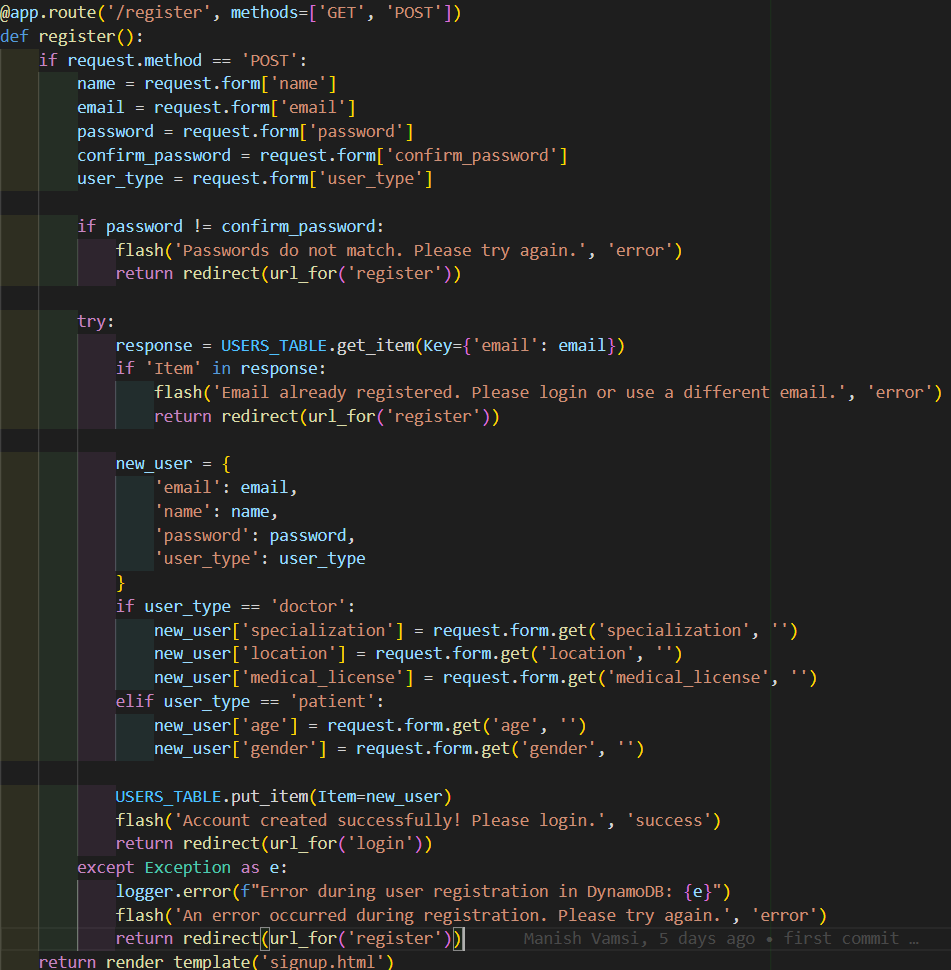 @app.route('/register', methods=['GET', 'POST'])
def register():
    if request.method == 'POST':
        name = request.form['name']
        email = request.form['email']
        password = request.form['password']
        confirm_password = request.form['confirm_password']
        user_type = request.form['user_type']

        if password != confirm_password:
            flash('Passwords do not match. Please try again.', 'error')
            return redirect(url_for('register'))

        try:
            response = USERS_TABLE.get_item(Key={'email': email})
            if 'Item' in response:
                flash('Email already registered. Please login or use a different email.', 'error')
                return redirect(url_for('register'))

            new_user = {
                'email': email,
                'name': name,
                'password': password,
                'user_type': user_type
            }
            if user_type == 'doctor':
                new_user['specialization'] = request.form.get('specialization', '')
                new_user['location'] = request.form.get('location', '')
                new_user['medical_license'] = request.form.get('medical_license', '')
            elif user_type == 'patient':
                new_user['age'] = request.form.get('age', '')
                new_user['gender'] = request.form.get('gender', '')

            USERS_TABLE.put_item(Item=new_user)
            flash('Account created successfully! Please login.', 'success')
            return redirect(url_for('login'))
        except Exception as e:
            logger.error(f"Error during user registration in DynamoDB: {e}")
            flash('An error occurred during registration. Please try again.', 'error')
            return redirect(url_for('register'))      Manish Vamsi, 5 days ago • first commit …
    return render_template('signup.html')